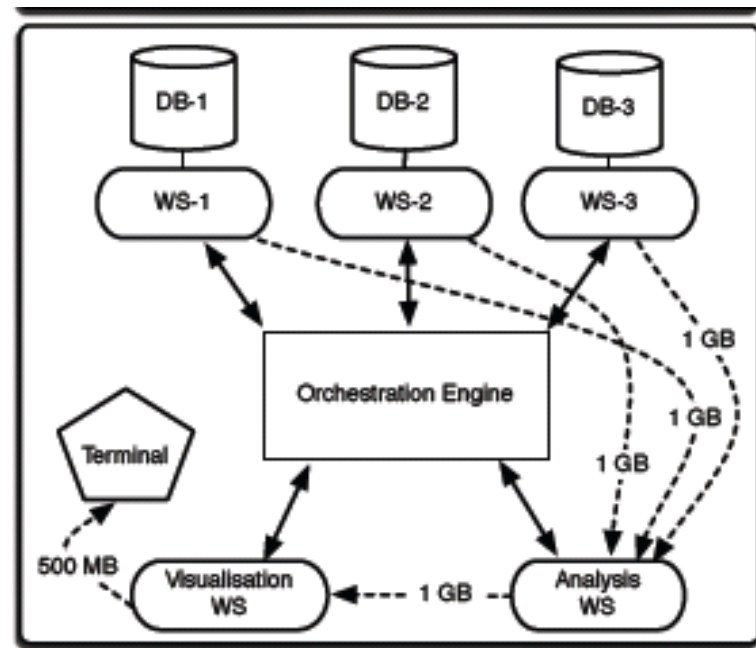 DB-1
DB-2
DB-3
WS-1
WS-2
WS-3
1 GB
Orchestration Engine
1 GB
Terminal
1 GB
500 MB
Visualisation
WS
1 GB
Analysis
WS